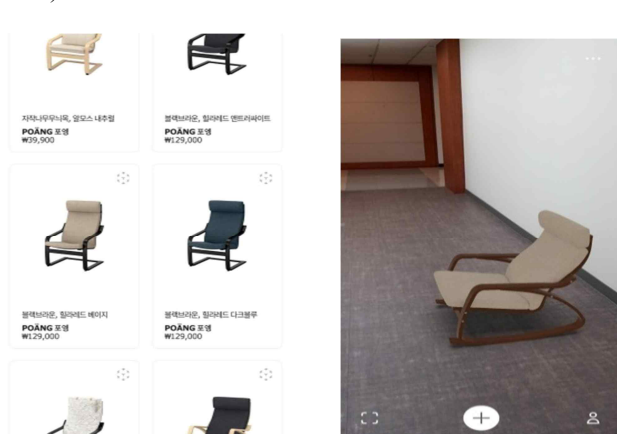 자작나무무늬목, 알모스 내추럴
POÄNG 포엥
₩39,900
블랙브라운, 힐라레드 앤트러싸이트
POÄNG 포엥
₩129,000
블랙브라운, 힐라레드 베이지
POÄNG 포엥
₩129,000
블랙브라운, 힐라레드 다크블루
POÄNG 포엥
₩129,000